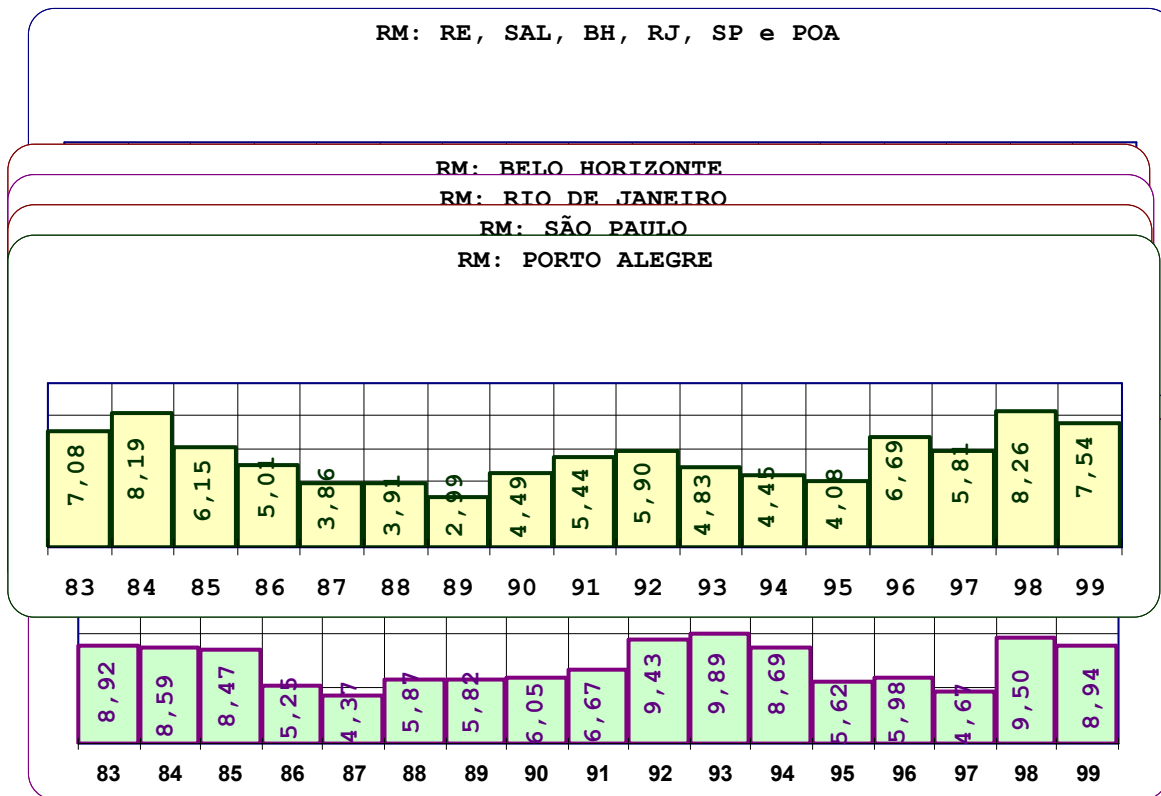 RM: RE, SAL, BH, RJ, SP e POA
RM: BELO HORIZONTE
RM: RIO DE JANEIRO
RM: SÃO PAULO
RM: PORTO ALEGRE
7,08 8,19 6,15 5,01 3,86 3,91 2,99 4,49 5,44 5,90 4,83 4,45 4,08 6,69 5,81 8,26 7,54
83 84 85 86 87 88 89 90 91 92 93 94 95 96 97 98 99
8,92 8,59 8,47 5,25 4,37 5,87 5,82 6,05 6,67 9,43 9,89 8,69 5,62 5,98 4,67 9,50 8,94
83 84 85 86 87 88 89 90 91 92 93 94 95 96 97 98 99